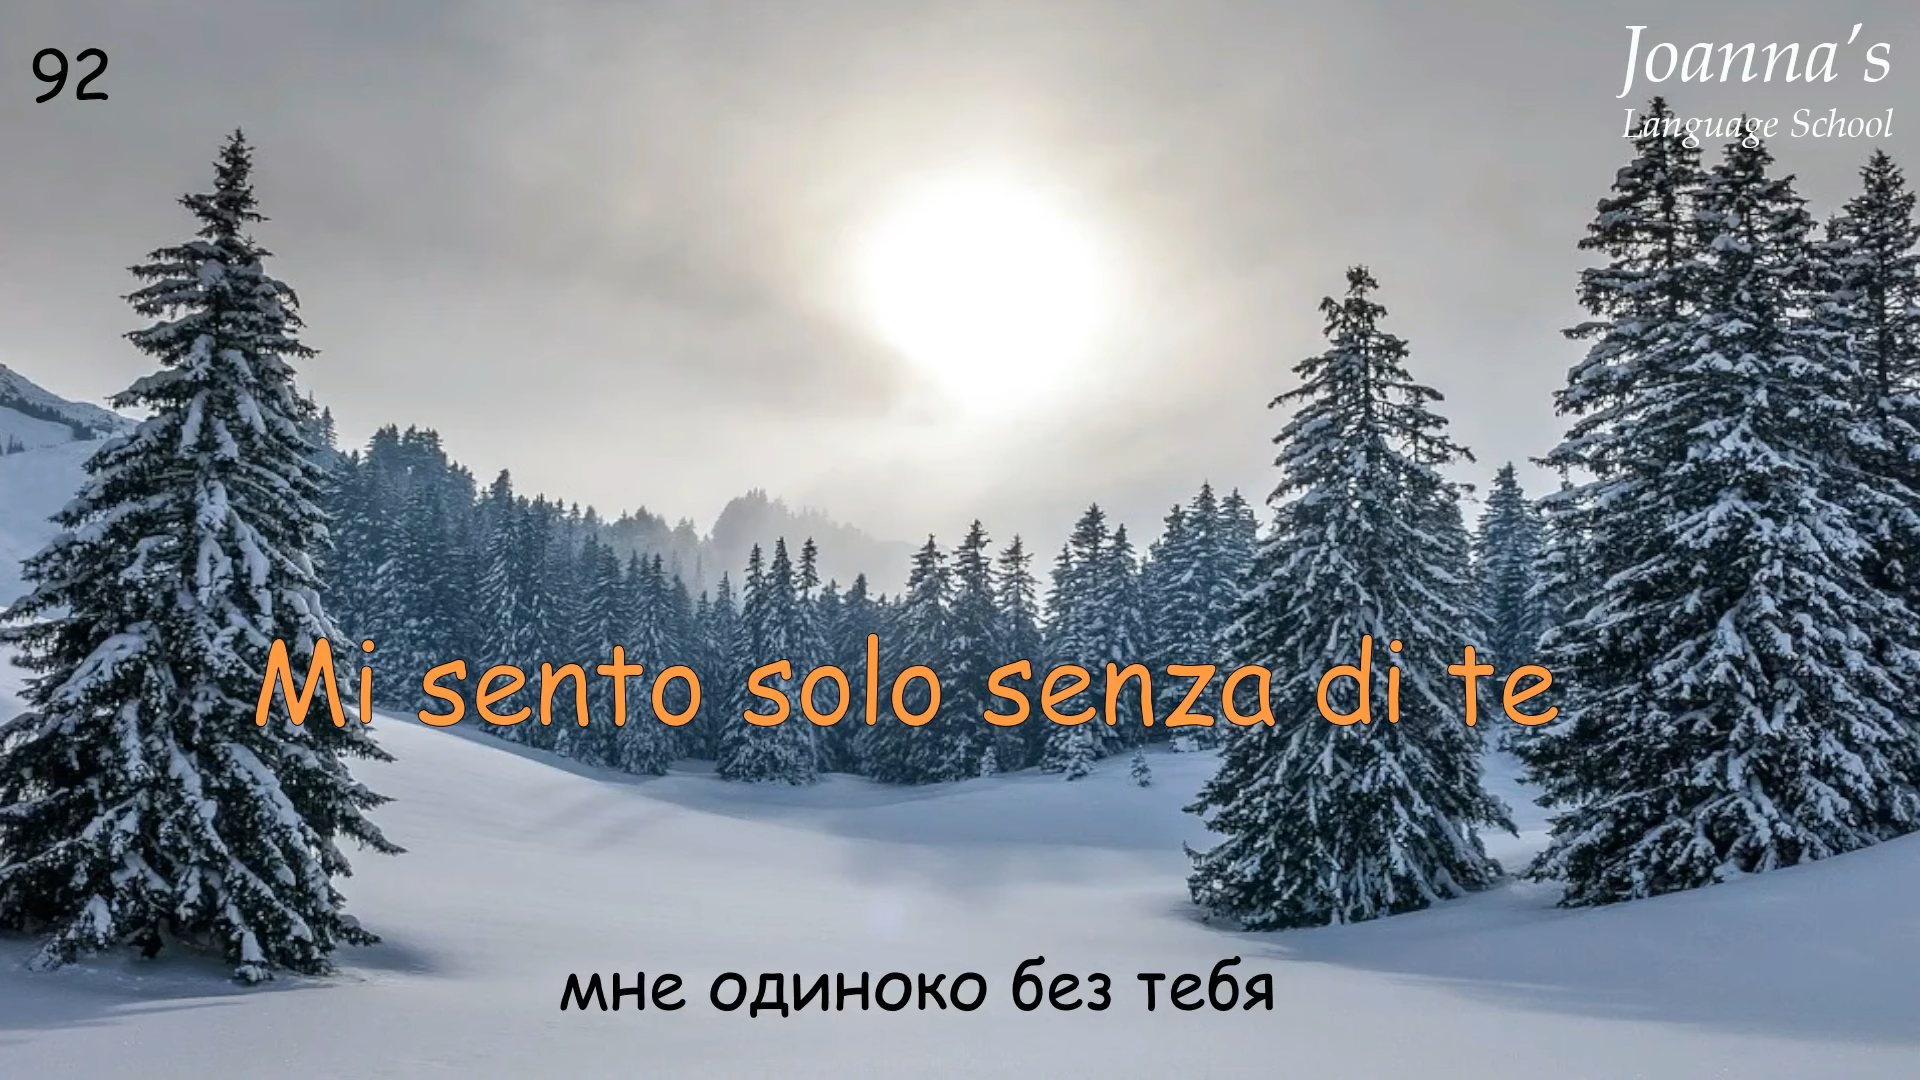 92
Joanna’s
Language School
Mi sento solo senza di te
мне одиноко без тебя